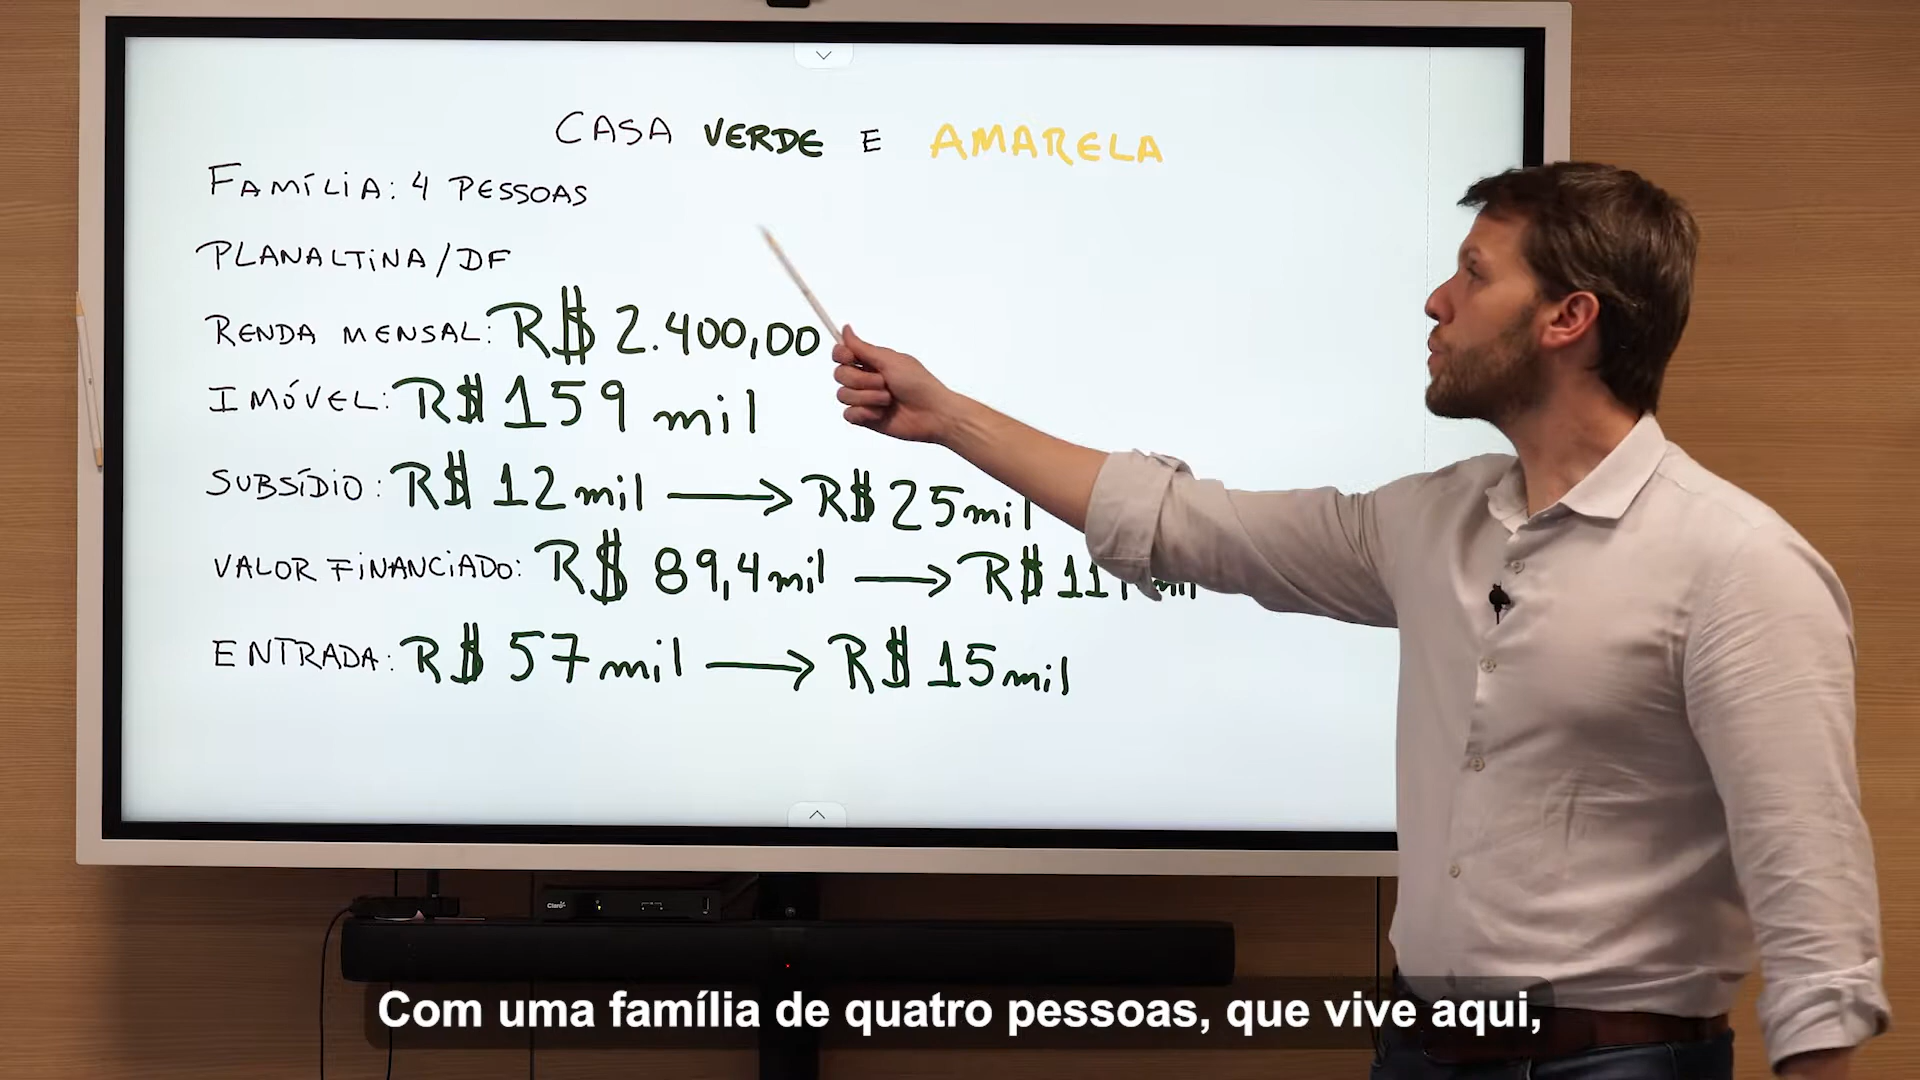 CASA VERDE E AMARELA
FAMÍLIA: 4 PESSOAS
PLANALTINA/DF
RENDA MENSAL: R$ 2.400,00
IMÓVEL: R$ 159 mil
SUBSÍDIO: R$ 12 mil → R$ 25 mil
VALOR FINANCIADO: R$ 89,4 mil → R$
ENTRADA: R$ 57 mil → R$ 15 mil
Claro
Com uma família de quatro pessoas, que vive aqui,